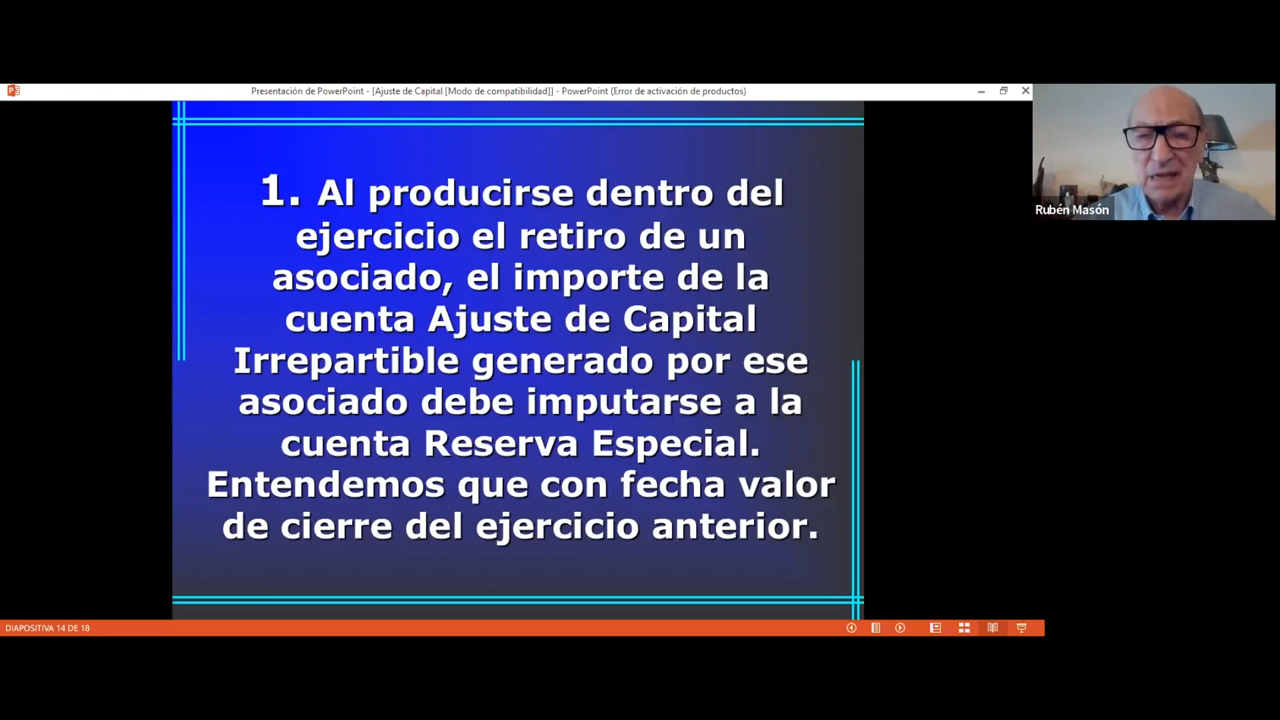 Presentación de PowerPoint - [Ajuste de Capital [Modo de compatibilidad]] - PowerPoint (Error de activación de productos)
1. Al producirse dentro del
ejercicio el retiro de un
asociado, el importe de la
cuenta Ajuste de Capital
Irrepartible generado por ese
asociado debe imputarse a la
cuenta Reserva Especial.
Entendemos que con fecha valor
de cierre del ejercicio anterior.
Rubén Masón
DIAPOSITIVA 14 DE 18